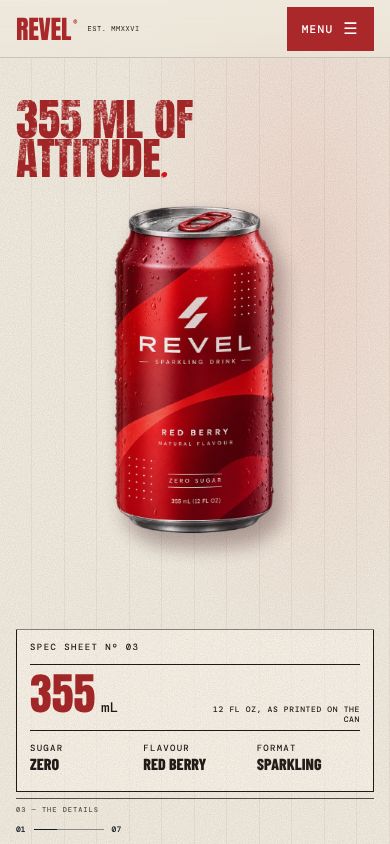 REVEL®
EST. MMXXVI
MENU
355 ML OF
ATTITUDE.
REVEL
SPARKLING DRINK
RED BERRY
NATURAL FLAVOUR
ZERO SUGAR
355 mL (12 FL OZ)
SPEC SHEET Nº 03
355 mL
12 FL OZ, AS PRINTED ON THE
CAN
SUGAR FLAVOUR FORMAT
ZERO RED BERRY SPARKLING
03 — THE DETAILS
01 07